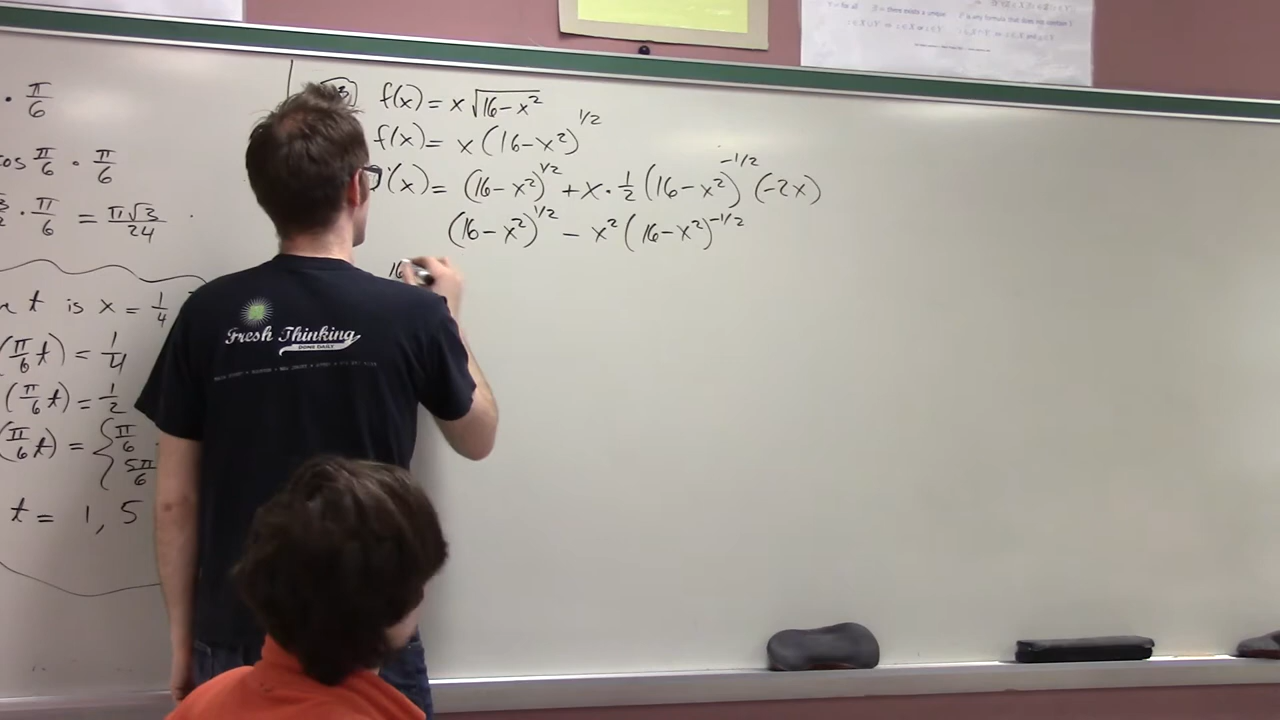 · π/6
cos π/6 · π/6
· π/6 = π√3/24
t is x = 1/4
(π/6 t) = 1/4
(π/6 t) = 1/2
(π/6 t) = { π/6
5π/6
t = 1, 5
f(x) = x √(16-x²)
f(x) = x (16-x²)^1/2
'(x) = (16-x²)^1/2 + x · 1/2 (16-x²)^-1/2 (-2x)
(16-x²)^1/2 - x² (16-x²)^-1/2
16
Fresh Thinking
DONE DAILY